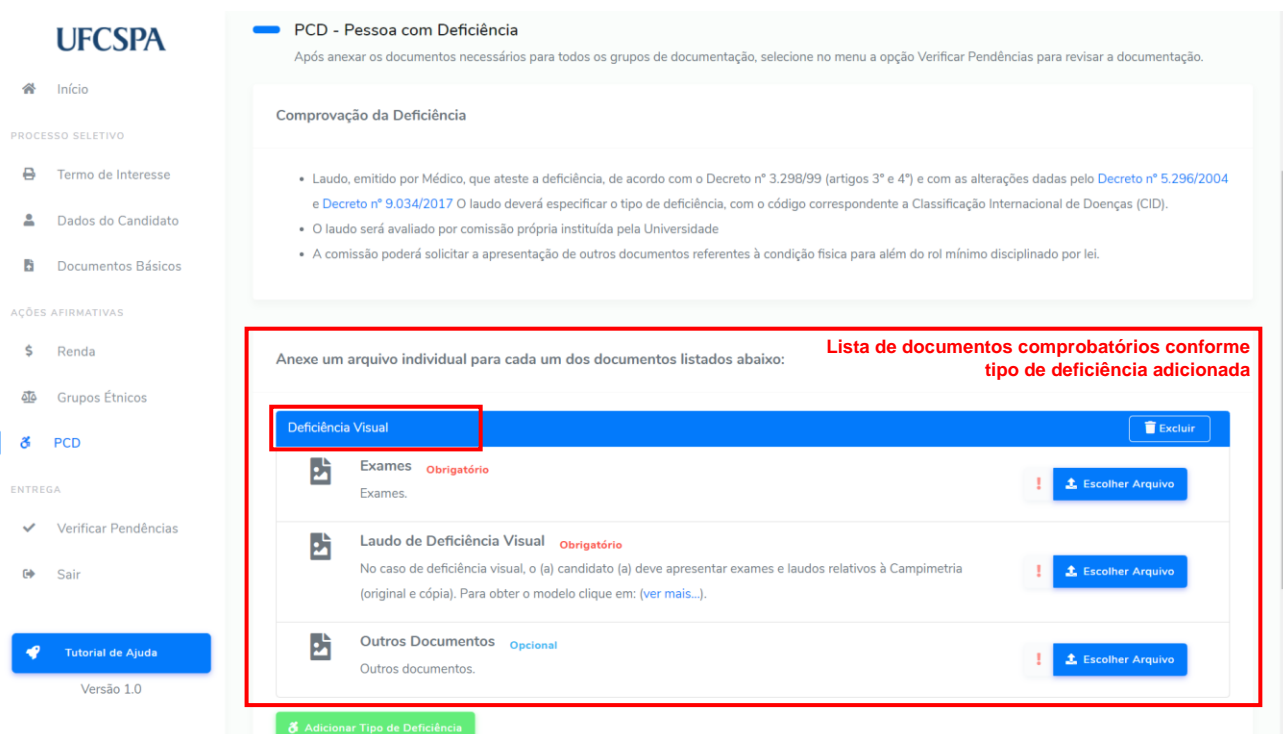 UFCSPA
Início
PROCESSO SELETIVO
Termo de Interesse
Dados do Candidato
Documentos Básicos
AÇÕES AFIRMATIVAS
Renda
Grupos Étnicos
PCD
ENTREGA
Verificar Pendências
Sair
Tutorial de Ajuda
Versão 1.0
PCD - Pessoa com Deficiência
Após anexar os documentos necessários para todos os grupos de documentação, selecione no menu a opção Verificar Pendências para revisar a documentação.
Comprovação da Deficiência
• Laudo, emitido por Médico, que ateste a deficiência, de acordo com o Decreto nº 3.298/99 (artigos 3º e 4º) e com as alterações dadas pelo Decreto nº 5.296/2004
e Decreto nº 9.034/2017 O laudo deverá especificar o tipo de deficiência, com o código correspondente a Classificação Internacional de Doenças (CID).
• O laudo será avaliado por comissão própria instituída pela Universidade
• A comissão poderá solicitar a apresentação de outros documentos referentes à condição física para além do rol mínimo disciplinado por lei.
Anexe um arquivo individual para cada um dos documentos listados abaixo:
Lista de documentos comprobatórios conforme
tipo de deficiência adicionada
Deficiência Visual
Excluir
Exames Obrigatório
Exames.
! Escolher Arquivo
Laudo de Deficiência Visual Obrigatório
No caso de deficiência visual, o (a) candidato (a) deve apresentar exames e laudos relativos à Campimetria
(original e cópia). Para obter o modelo clique em: (ver mais...).
! Escolher Arquivo
Outros Documentos Opcional
Outros documentos.
! Escolher Arquivo
Adicionar Tipo de Deficiência